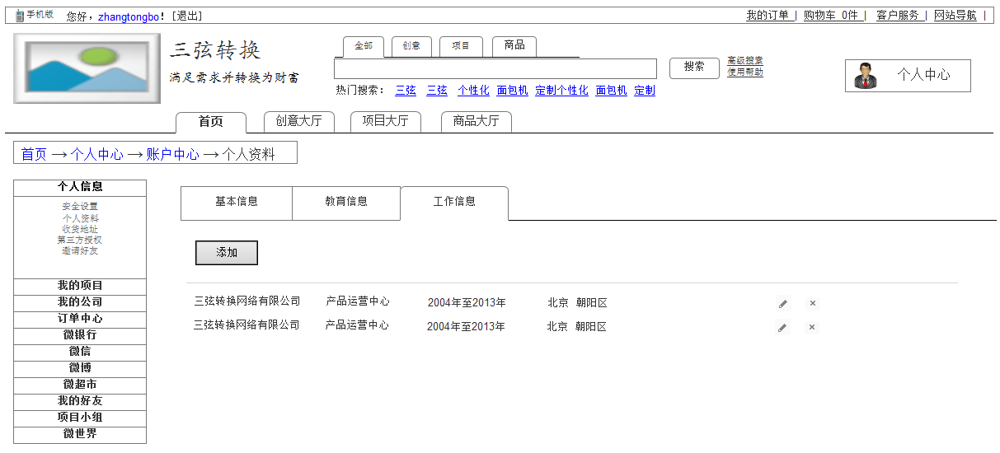 手机版 您好，zhangtongbo！[退出] 我的订单 | 购物车 0件 | 客户服务 | 网站导航 |
三弦转换
满足需求并转换为财富
全部 创意 项目 商品
搜索
高级搜索
使用帮助
个人中心
热门搜索： 三弦 三弦 个性化 面包机 定制个性化 面包机 定制
首页 创意大厅 项目大厅 商品大厅
首页 → 个人中心 → 账户中心 → 个人资料
个人信息
安全设置
个人资料
收货地址
第三方授权
邀请好友
我的项目
我的公司
订单中心
微银行
微信
微博
微超市
我的好友
项目小组
微世界
基本信息 教育信息 工作信息
添加
三弦转换网络有限公司 产品运营中心 2004年至2013年 北京 朝阳区
三弦转换网络有限公司 产品运营中心 2004年至2013年 北京 朝阳区